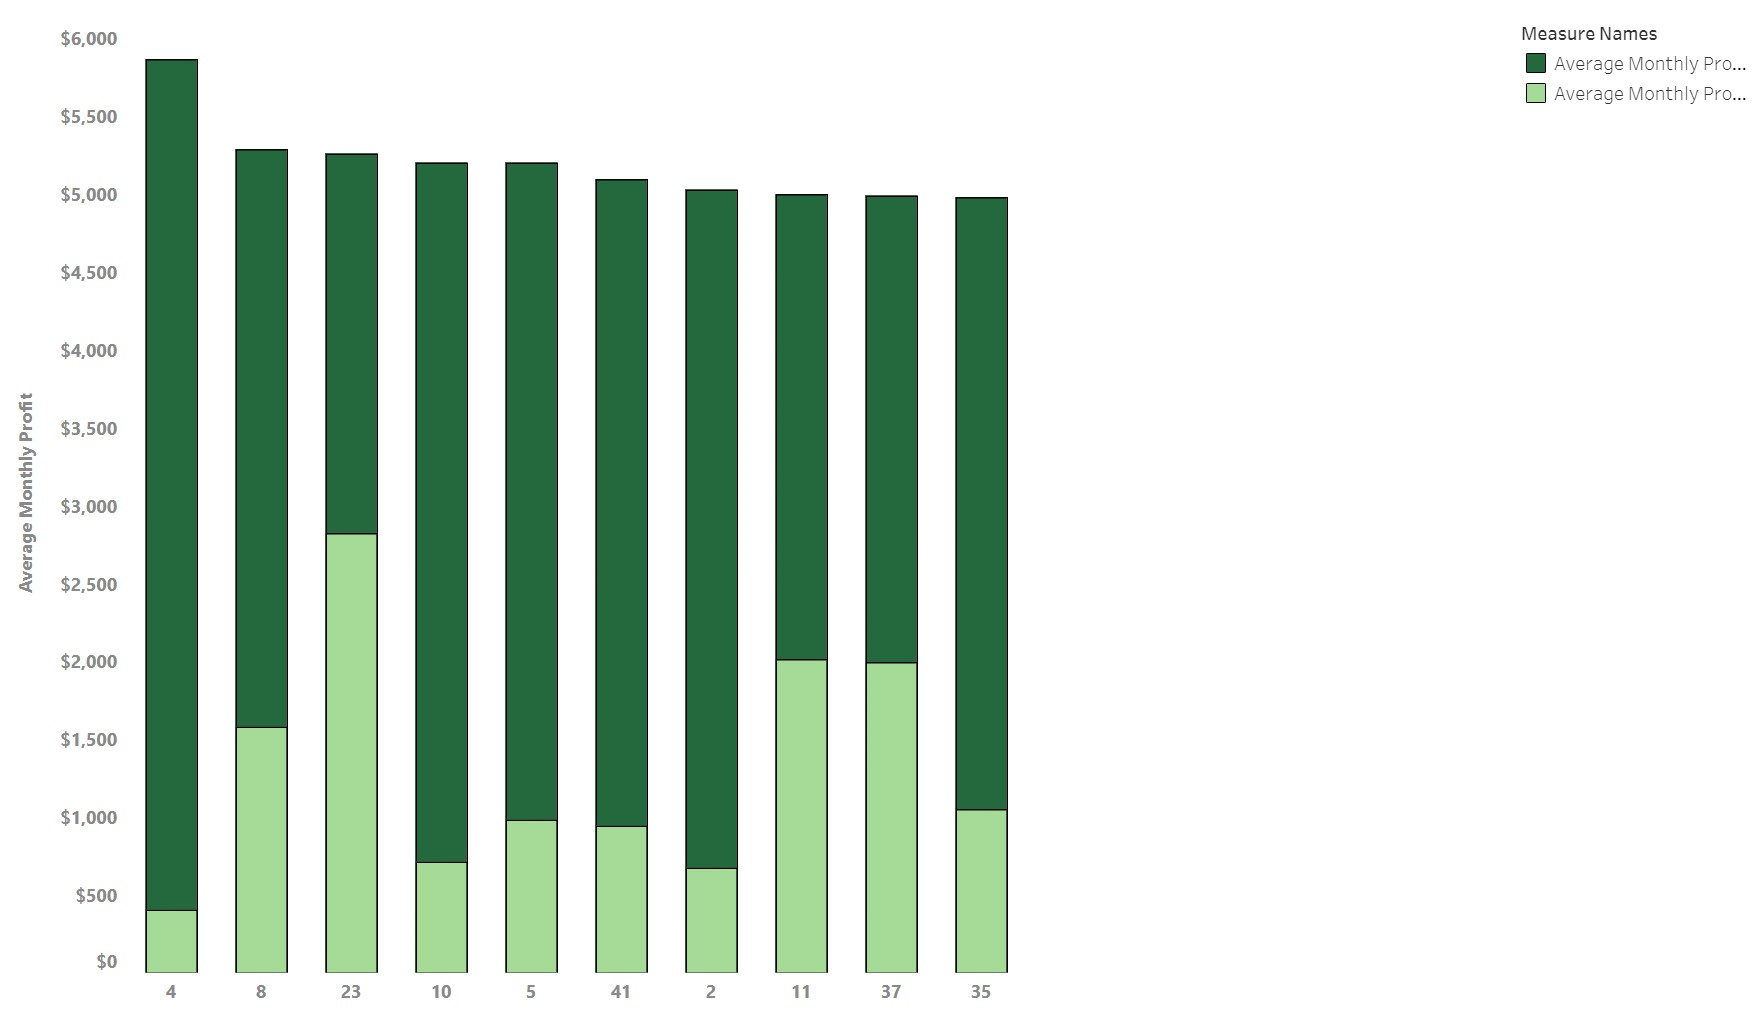 $6,000
$5,500
$5,000
$4,500
$4,000
$3,500
$3,000
$2,500
$2,000
$1,500
$1,000
$500
$0
Average Monthly Profit
4 8 23 10 5 41 2 11 37 35
Measure Names
Average Monthly Pro...
Average Monthly Pro...